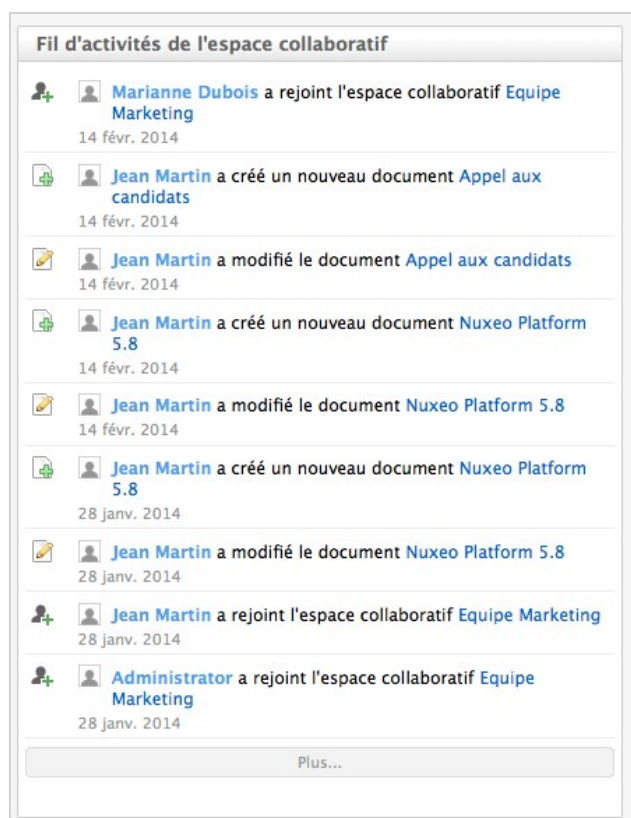 Fil d'activités de l'espace collaboratif
Marianne Dubois a rejoint l'espace collaboratif Equipe
Marketing
14 févr. 2014
Jean Martin a créé un nouveau document Appel aux
candidats
14 févr. 2014
Jean Martin a modifié le document Appel aux candidats
14 févr. 2014
Jean Martin a créé un nouveau document Nuxeo Platform
5.8
14 févr. 2014
Jean Martin a modifié le document Nuxeo Platform 5.8
14 févr. 2014
Jean Martin a créé un nouveau document Nuxeo Platform
5.8
28 janv. 2014
Jean Martin a modifié le document Nuxeo Platform 5.8
28 janv. 2014
Jean Martin a rejoint l'espace collaboratif Equipe Marketing
28 janv. 2014
Administrator a rejoint l'espace collaboratif Equipe
Marketing
28 janv. 2014
Plus...